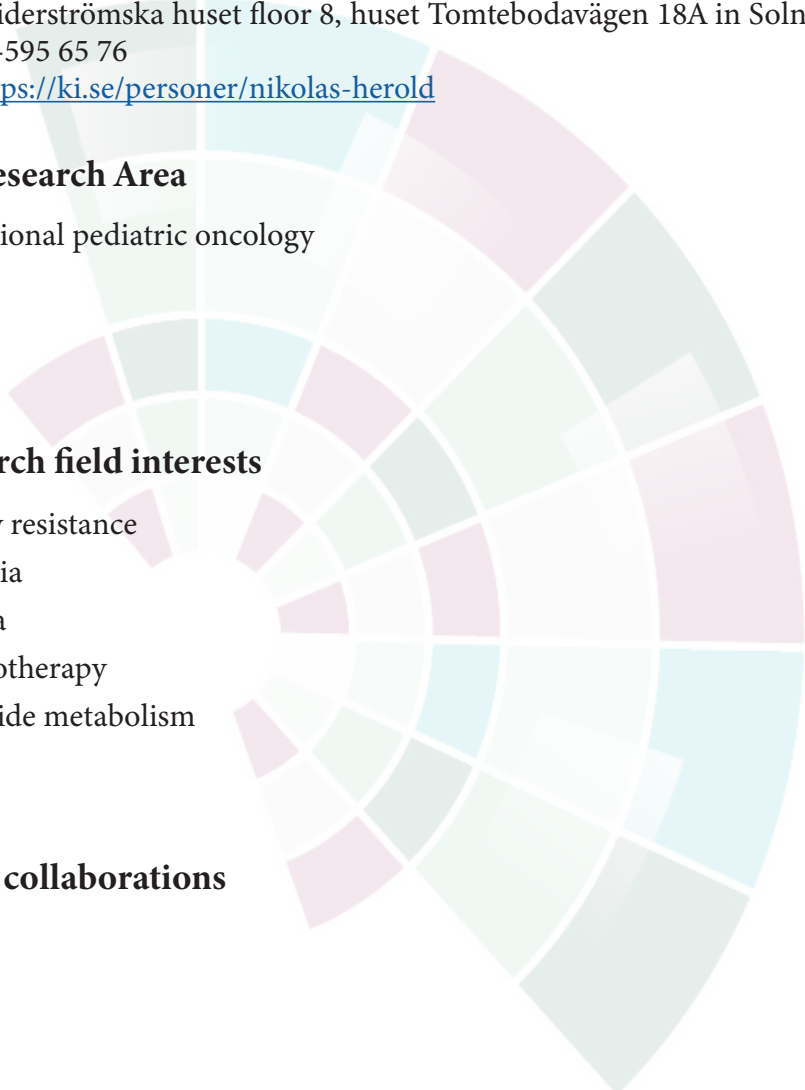 iderströmska huset floor 8, huset Tomtebodavägen 18A in Soln
-595 65 76
ps://ki.se/personer/nikolas-herold
esearch Area
ional pediatric oncology
rch field interests
y resistance
ia
a
otherapy
ide metabolism
collaborations